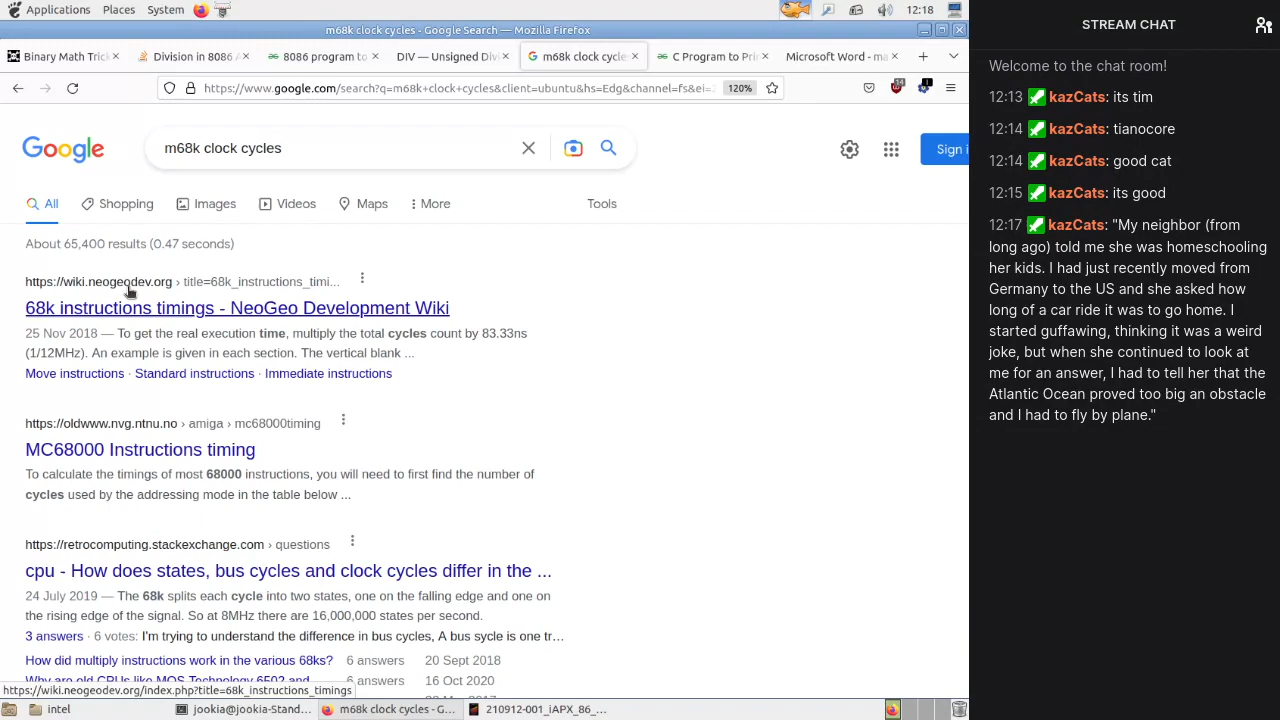 Applications Places System 12:18
m68k clock cycles - Google Search — Mozilla Firefox
Binary Math Trick Division in 8086 A 8086 program to DIV — Unsigned Divi m68k clock cycle C Program to Prin Microsoft Word - ma
https://www.google.com/search?q=m68k+clock+cycles&client=ubuntu&hs=Edg&channel=fs&ei= 120% 14
Google
m68k clock cycles
Sign i
All Shopping Images Videos Maps More Tools
About 65,400 results (0.47 seconds)
https://wiki.neogeodev.org › title=68k_instructions_timi...
68k instructions timings - NeoGeo Development Wiki
25 Nov 2018 — To get the real execution time, multiply the total cycles count by 83.33ns
(1/12MHz). An example is given in each section. The vertical blank ...
Move instructions · Standard instructions · Immediate instructions
https://oldwww.nvg.ntnu.no › amiga › mc68000timing
MC68000 Instructions timing
To calculate the timings of most 68000 instructions, you will need to first find the number of
cycles used by the addressing mode in the table below ...
https://retrocomputing.stackexchange.com › questions
cpu - How does states, bus cycles and clock cycles differ in the ...
24 July 2019 — The 68k splits each cycle into two states, one on the falling edge and one on
the rising edge of the signal. So at 8MHz there are 16,000,000 states per second.
3 answers · 6 votes: I'm trying to understand the difference in bus cycles, A bus sycle is one tr…
How did multiply instructions work in the various 68ks? 6 answers 20 Sept 2018
Why are old CPUs like MOS Technology 6502 and 6 answers 16 Oct 2020
https://wiki.neogeodev.org/index.php?title=68k_instructions_timings
intel jookia@jookia-Stand... m68k clock cycles - G... 210912-001_iAPX_86_...
STREAM CHAT
Welcome to the chat room!
12:13 kazCats: its tim
12:14 kazCats: tianocore
12:14 kazCats: good cat
12:15 kazCats: its good
12:17 kazCats: "My neighbor (from
long ago) told me she was homeschooling
her kids. I had just recently moved from
Germany to the US and she asked how
long of a car ride it was to go home. I
started guffawing, thinking it was a weird
joke, but when she continued to look at
me for an answer, I had to tell her that the
Atlantic Ocean proved too big an obstacle
and I had to fly by plane."